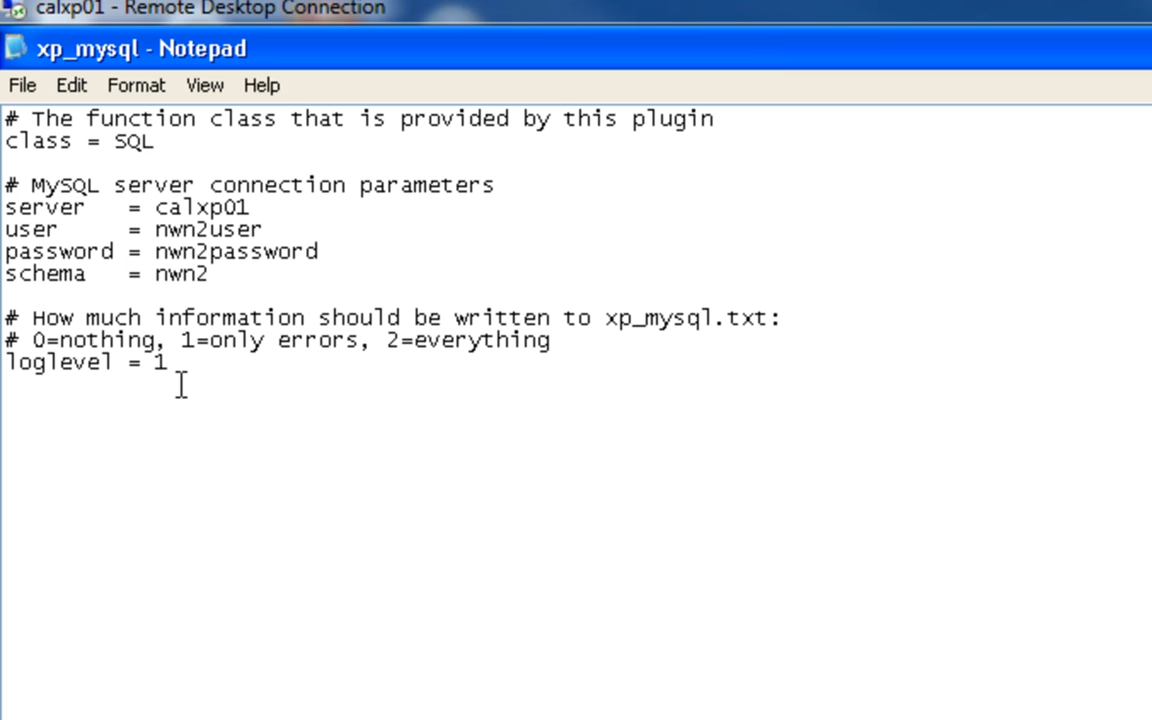 calxp01 - Remote Desktop Connection
xp_mysql - Notepad
File Edit Format View Help
# The function class that is provided by this plugin
class = SQL
# MySQL server connection parameters
server   = calxp01
user     = nwn2user
password = nwn2password
schema   = nwn2
# How much information should be written to xp_mysql.txt:
# 0=nothing, 1=only errors, 2=everything
loglevel = 1